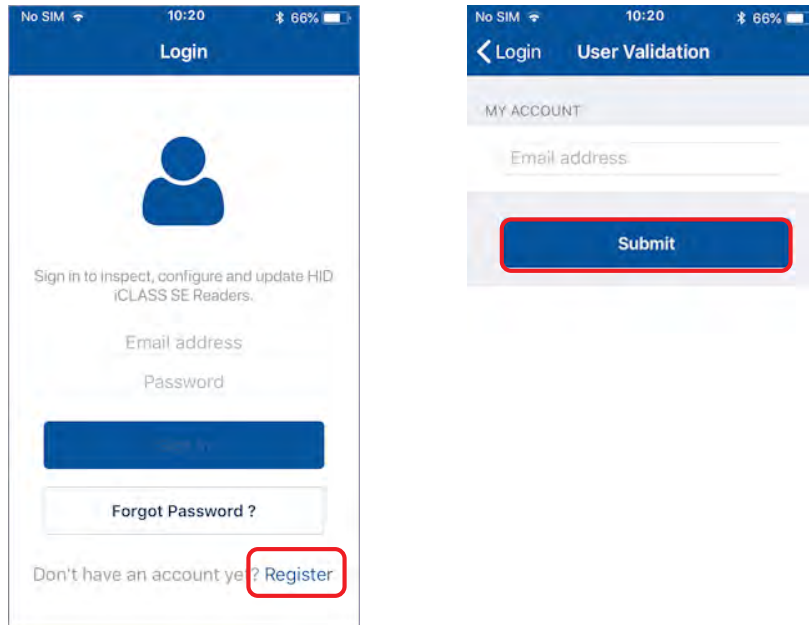 No SIM 10:20 66%
Login
Sign in to inspect, configure and update HID
iCLASS SE Readers.
Email address
Password
Sign In
Forgot Password ?
Don't have an account yet? Register
No SIM 10:20 66%
Login User Validation
MY ACCOUNT
Email address
Submit